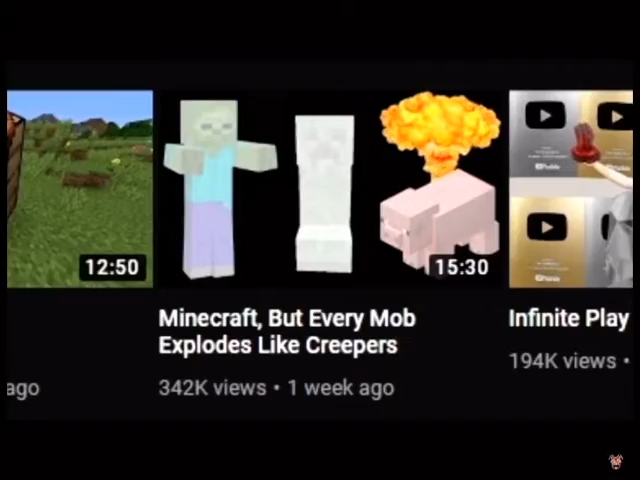 12:50
15:30
Minecraft, But Every Mob
Explodes Like Creepers
Infinite Play
342K views • 1 week ago
194K views •
ago